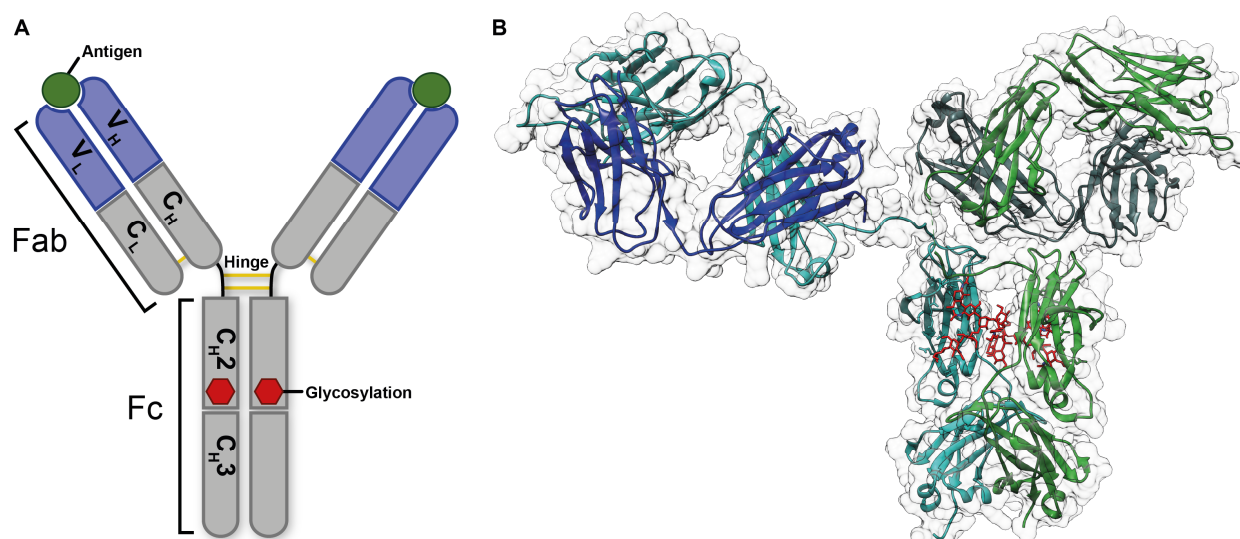 A
B
Antigen
VH
VL
CH
CL
Fab
Hinge
CH2
Glycosylation
Fc
CH3